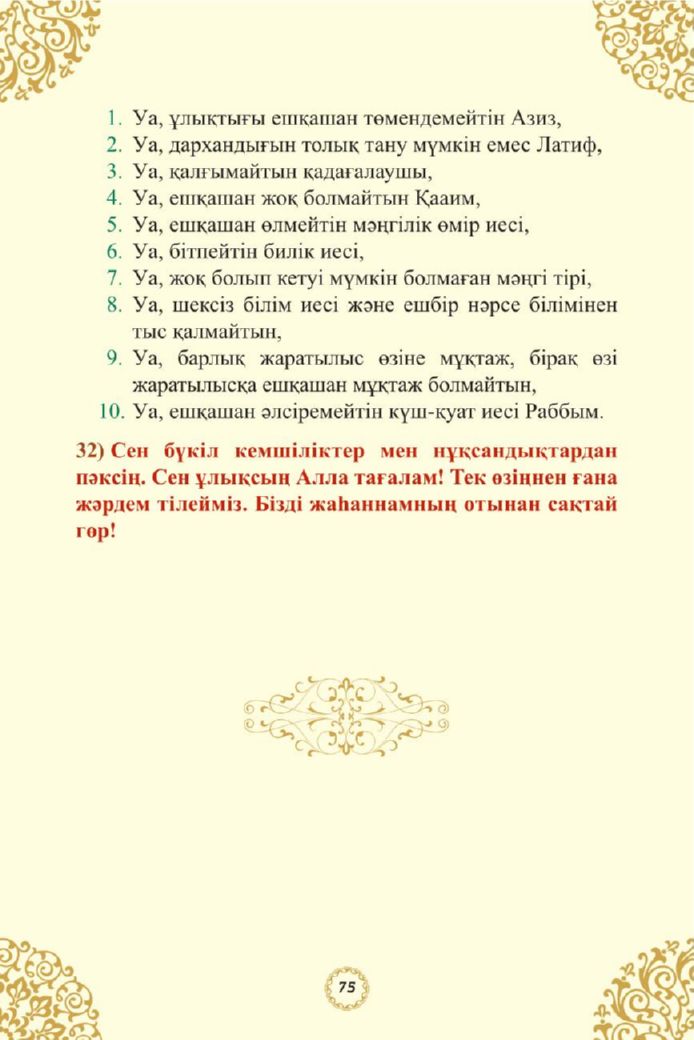 1. Уа, ұлықтығы ешқашан төмендемейтін Азиз,
2. Уа, дархандығын толық тану мүмкін емес Латиф,
3. Уа, қалғымайтын қадағалаушы,
4. Уа, ешқашан жоқ болмайтын Қааим,
5. Уа, ешқашан өлмейтін мәңгілік өмір иесі,
6. Уа, бітпейтін билік иесі,
7. Уа, жоқ болып кетуі мүмкін болмаған мәңгі тірі,
8. Уа, шексіз білім иесі және ешбір нәрсе білімінен
тыс қалмайтын,
9. Уа, барлық жаратылыс өзіне мұқтаж, бірақ өзі
жаратылысқа ешқашан мұқтаж болмайтын,
10. Уа, ешқашан әлсіремейтін күш-қуат иесі Раббым.
32) Сен бүкіл кемшіліктер мен нұқсандықтардан
пәксің. Сен ұлықсың Алла тағалам! Тек өзіңнен ғана
жәрдем тілейміз. Бізді жаһаннамның отынан сақтай
гөр!
75